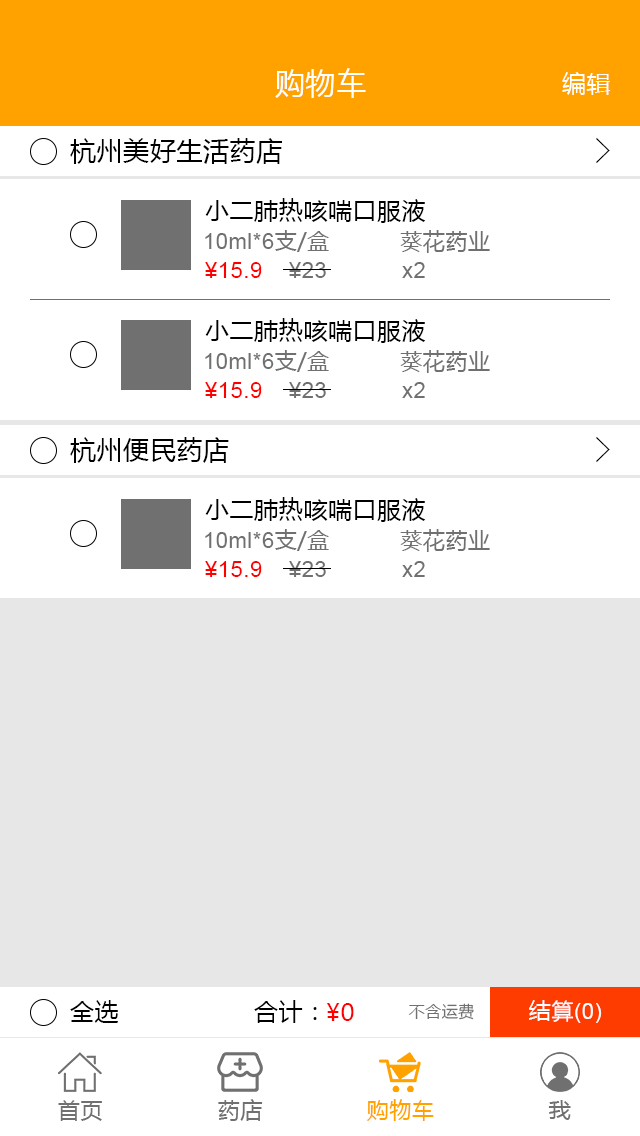 购物车 编辑
杭州美好生活药店
小二肺热咳喘口服液
10ml*6支/盒 葵花药业
¥15.9 ¥23 x2
小二肺热咳喘口服液
10ml*6支/盒 葵花药业
¥15.9 ¥23 x2
杭州便民药店
小二肺热咳喘口服液
10ml*6支/盒 葵花药业
¥15.9 ¥23 x2
全选 合计：¥0 不含运费 结算(0)
首页 药店 购物车 我